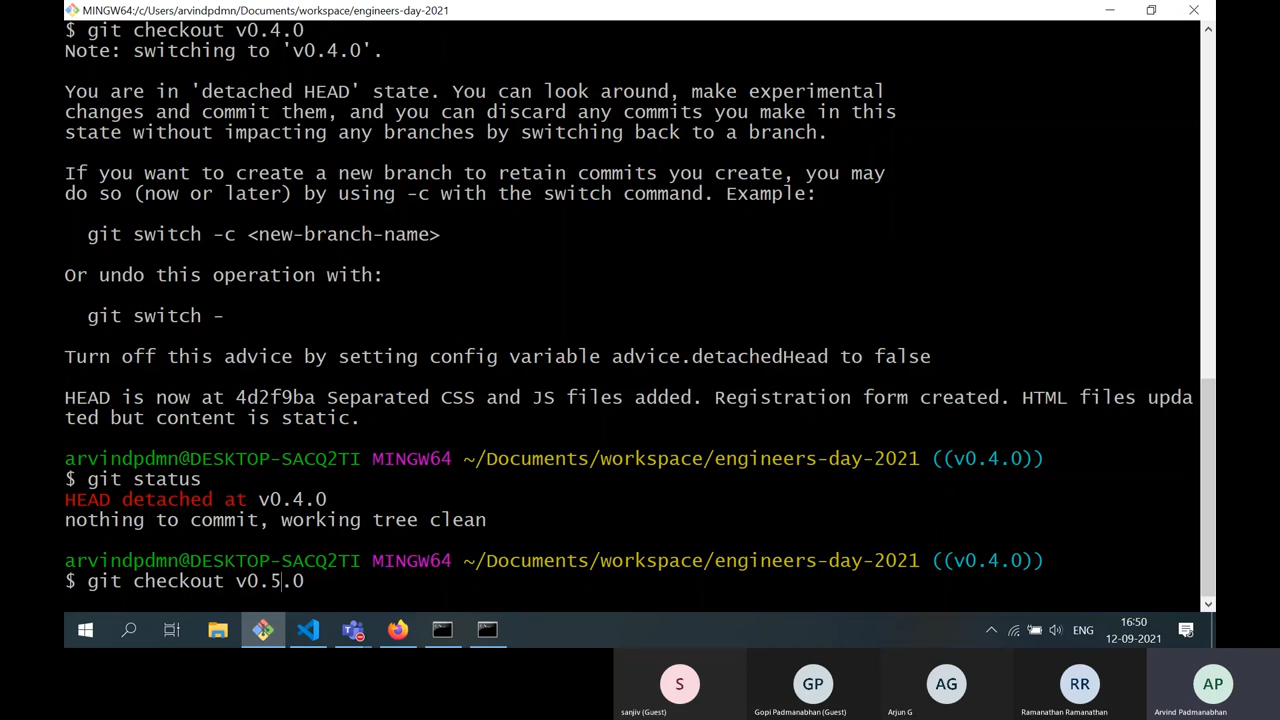 MINGW64:/c/Users/arvindpdmn/Documents/workspace/engineers-day-2021
$ git checkout v0.4.0
Note: switching to 'v0.4.0'.
You are in 'detached HEAD' state. You can look around, make experimental
changes and commit them, and you can discard any commits you make in this
state without impacting any branches by switching back to a branch.
If you want to create a new branch to retain commits you create, you may
do so (now or later) by using -c with the switch command. Example:
git switch -c <new-branch-name>
Or undo this operation with:
git switch -
Turn off this advice by setting config variable advice.detachedHead to false
HEAD is now at 4d2f9ba Separated CSS and JS files added. Registration form created. HTML files upda
ted but content is static.
arvindpdmn@DESKTOP-SACQ2TI MINGW64 ~/Documents/workspace/engineers-day-2021 ((v0.4.0))
$ git status
HEAD detached at v0.4.0
nothing to commit, working tree clean
arvindpdmn@DESKTOP-SACQ2TI MINGW64 ~/Documents/workspace/engineers-day-2021 ((v0.4.0))
$ git checkout v0.5.0
ENG
16:50
12-09-2021
S
GP
AG
RR
AP
sanjiv (Guest)
Gopi Padmanabhan (Guest)
Arjun G
Ramanathan Ramanathan
Arvind Padmanabhan